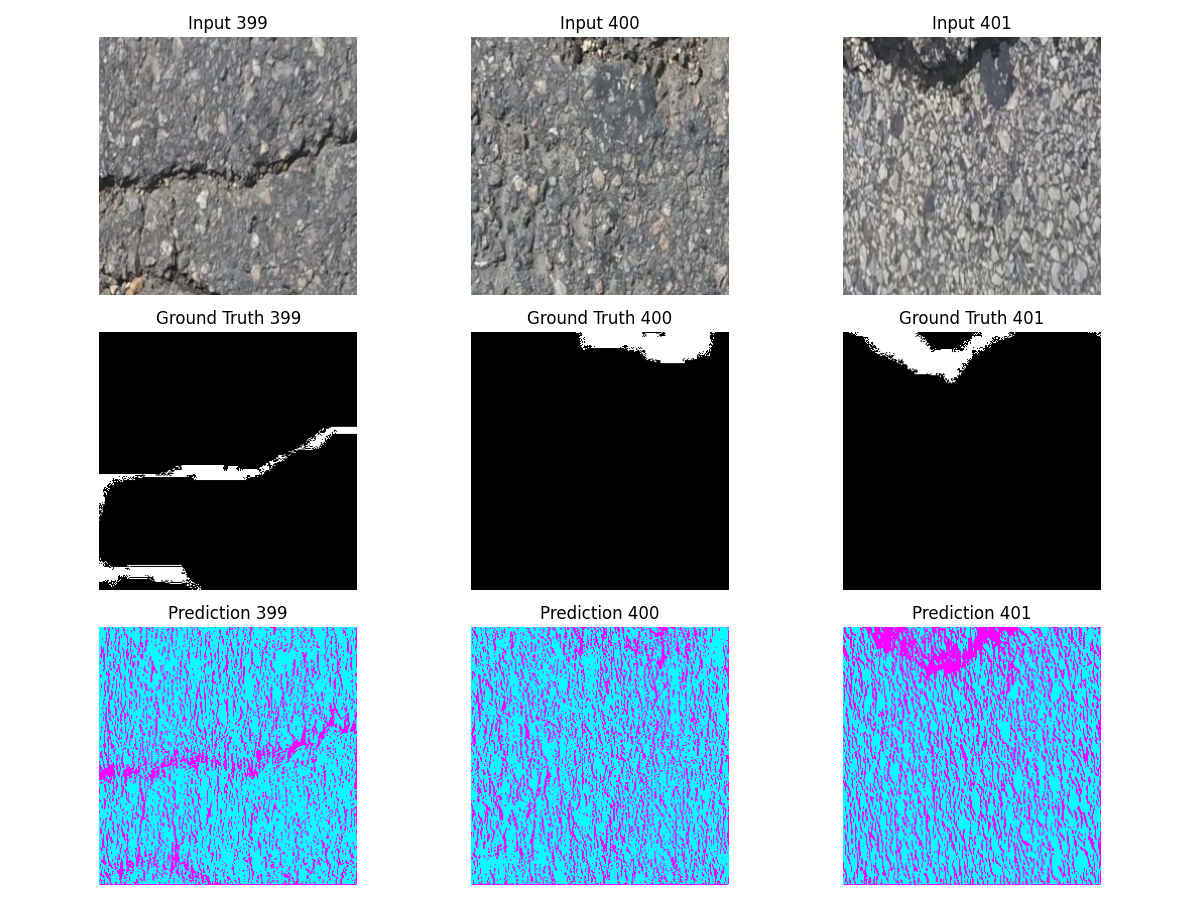 Input 399
Input 400
Input 401
Ground Truth 399
Ground Truth 400
Ground Truth 401
Prediction 399
Prediction 400
Prediction 401